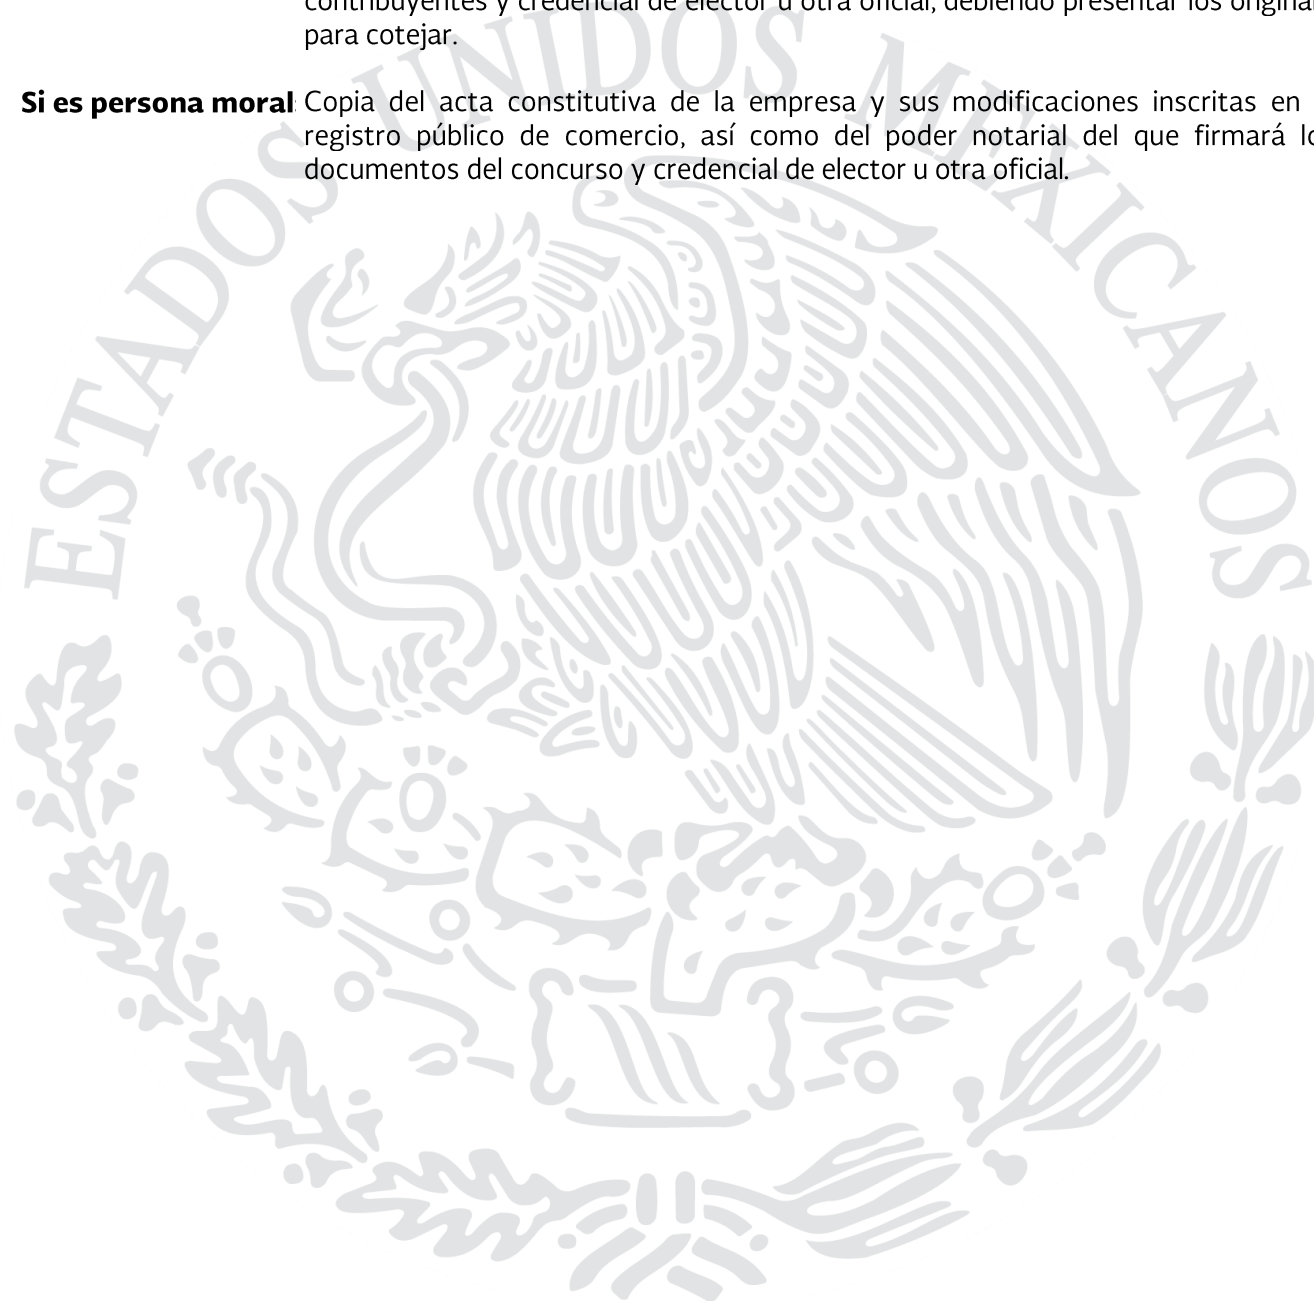 contribuyentes y credencial de elector u otra oficial, debiendo presentar los
para cotejar.
Si es persona moral: Copia del acta constitutiva de la empresa y sus modificaciones inscritas en
registro público de comercio, así como del poder notarial del que firmará
documentos del concurso y credencial de elector u otra oficial.
ESTADOS UNIDOS MEXICANOS